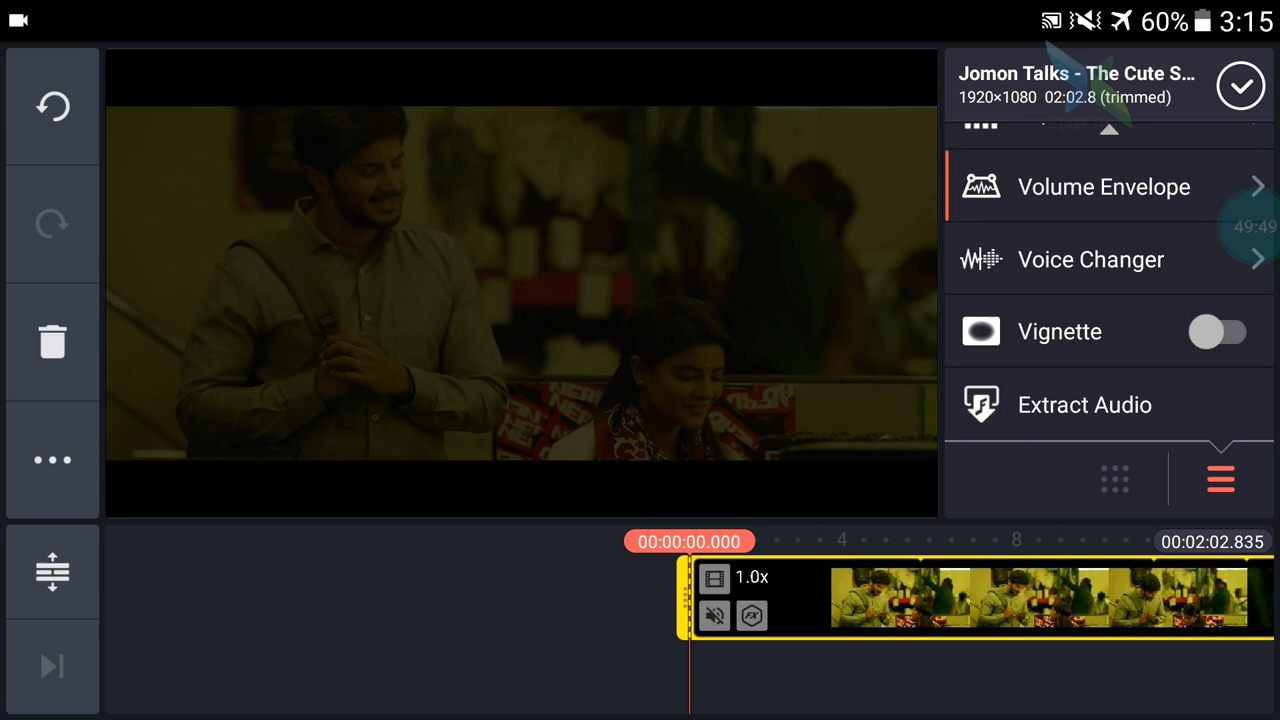 60% 3:15
Jomon Talks - The Cute S...
1920×1080 02:02.8 (trimmed)
Volume Envelope
49:49
Voice Changer
Vignette
Extract Audio
00:00:00.000 4 8 00:02:02.835
1.0x
FX